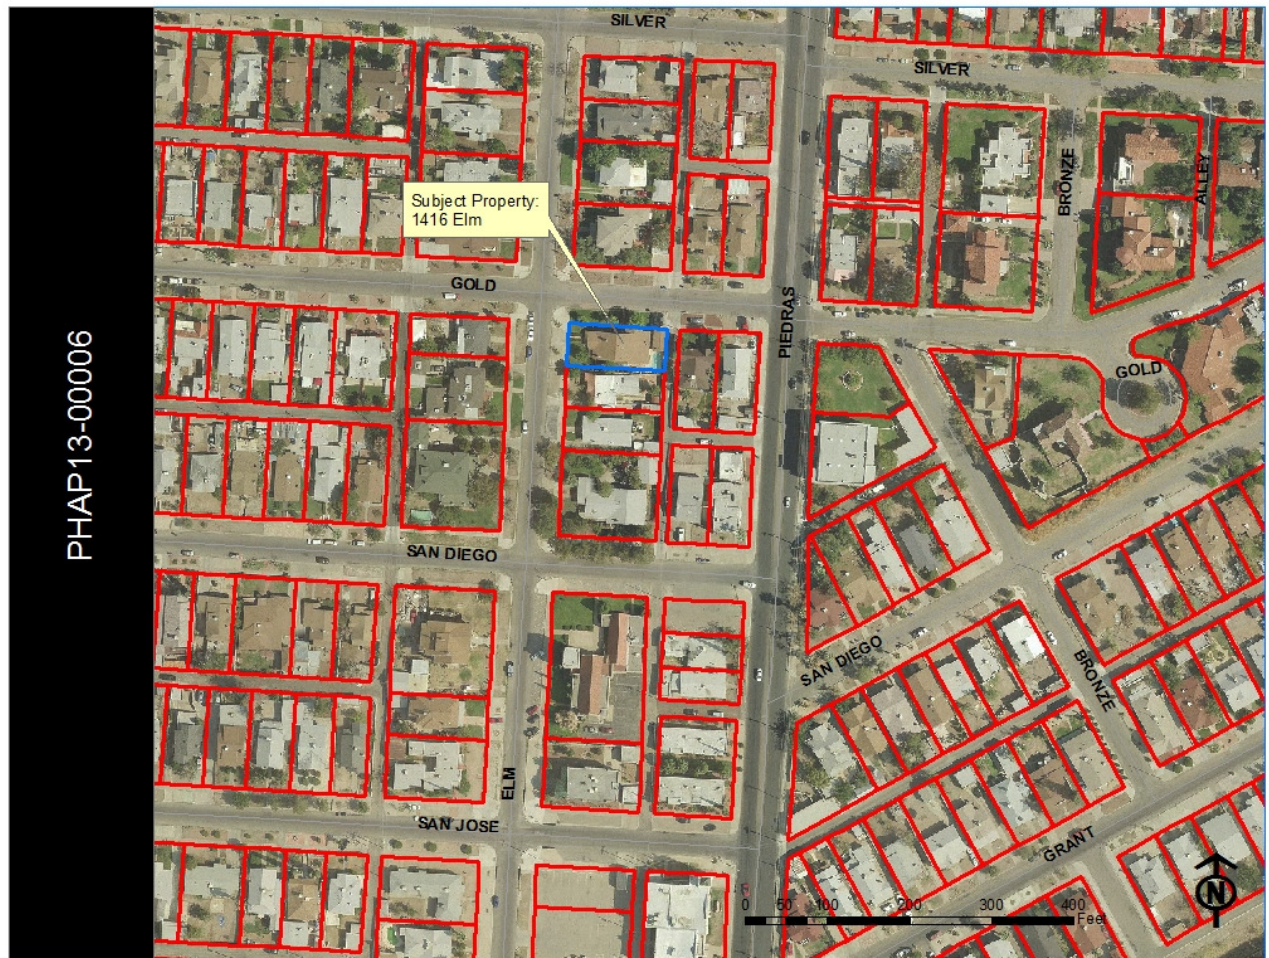 PHAP13-00006
SILVER
SILVER
BRONZE
ALLEY
Subject Property:
1416 Elm
GOLD
PIEDRAS
GOLD
SAN DIEGO
SAN DIEGO
BRONZE
ELM
SAN JOSE
GRANT
N
0 50 100 200 300 400
Feet